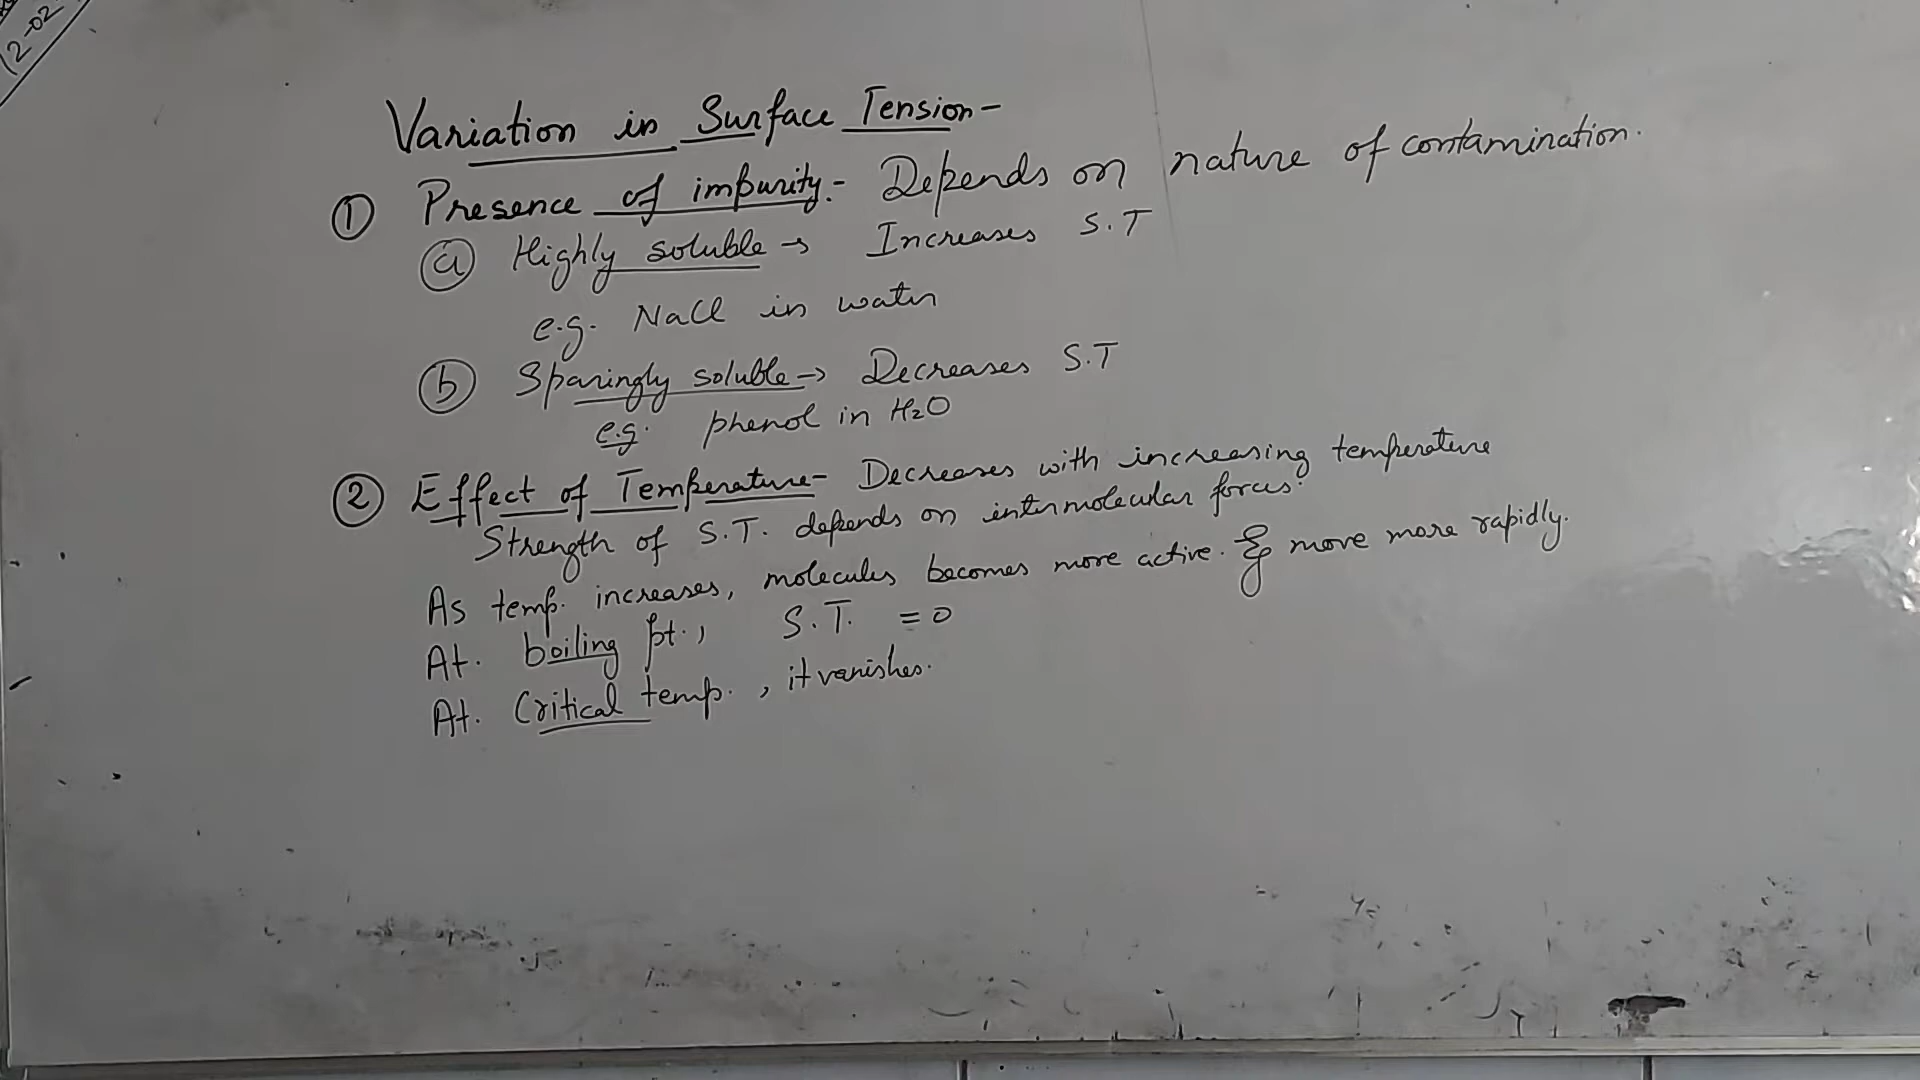 12-02
Variation in Surface Tension-
① Presence of impurity:- Depends on nature of contamination.
ⓐ Highly soluble → Increases S.T
e.g. NaCl in water
ⓑ Sparingly soluble → Decreases S.T
e.g. phenol in H₂O
② Effect of Temperature- Decreases with increasing temperature
Strength of S.T. depends on intermolecular forces.
As temp. increases, molecules becomes more active. & move more rapidly.
At. boiling pt., S.T. = 0
At. Critical temp., it vanishes.